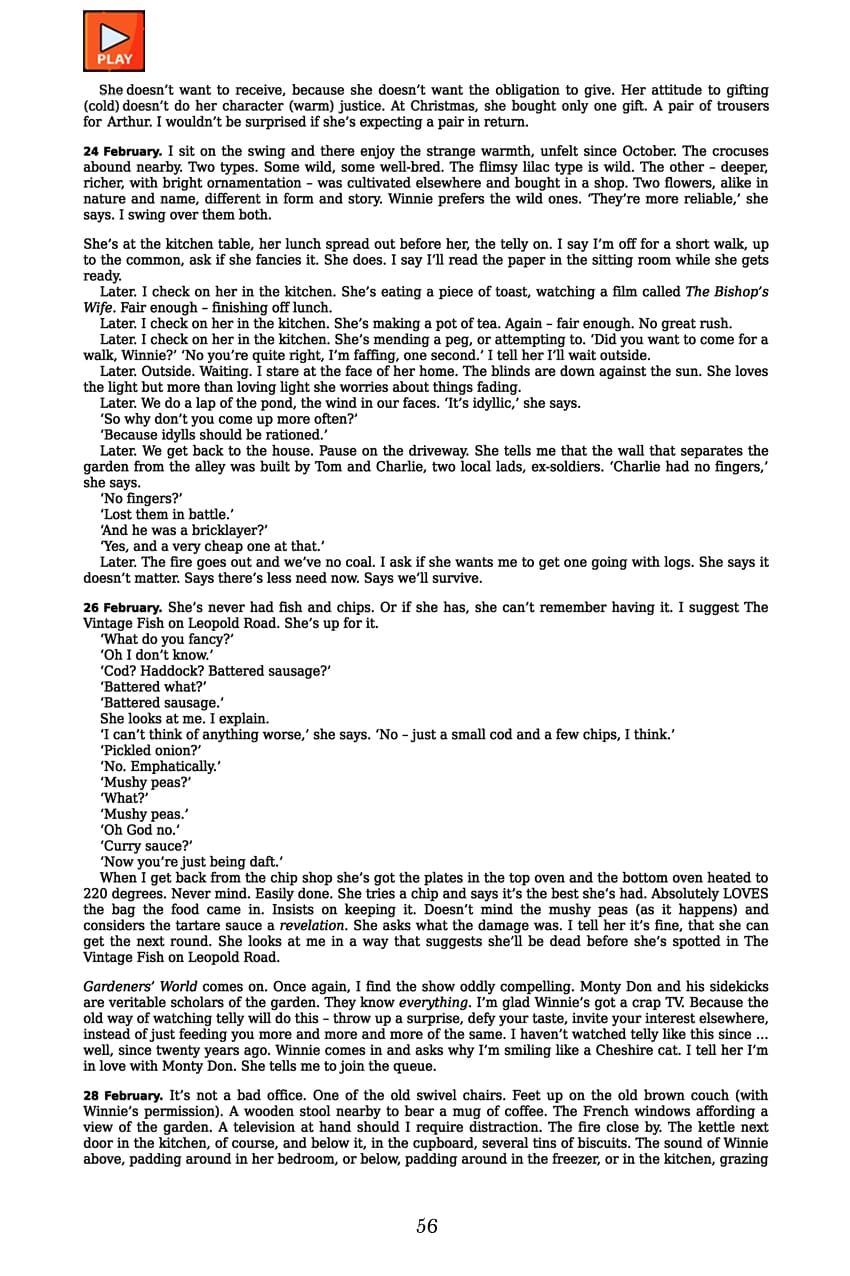 PLAY
She doesn’t want to receive, because she doesn’t want the obligation to give. Her attitude to gifting
(cold) doesn’t do her character (warm) justice. At Christmas, she bought only one gift. A pair of trousers
for Arthur. I wouldn’t be surprised if she’s expecting a pair in return.
24 February. I sit on the swing and there enjoy the strange warmth, unfelt since October. The crocuses
abound nearby. Two types. Some wild, some well-bred. The flimsy lilac type is wild. The other – deeper,
richer, with bright ornamentation – was cultivated elsewhere and bought in a shop. Two flowers, alike in
nature and name, different in form and story. Winnie prefers the wild ones. ‘They’re more reliable,’ she
says. I swing over them both.
She’s at the kitchen table, her lunch spread out before her, the telly on. I say I’m off for a short walk, up
to the common, ask if she fancies it. She does. I say I’ll read the paper in the sitting room while she gets
ready.
Later. I check on her in the kitchen. She’s eating a piece of toast, watching a film called The Bishop’s
Wife. Fair enough – finishing off lunch.
Later. I check on her in the kitchen. She’s making a pot of tea. Again – fair enough. No great rush.
Later. I check on her in the kitchen. She’s mending a peg, or attempting to. ‘Did you want to come for a
walk, Winnie?’ ‘No you’re quite right, I’m faffing, one second.’ I tell her I’ll wait outside.
Later. Outside. Waiting. I stare at the face of her home. The blinds are down against the sun. She loves
the light but more than loving light she worries about things fading.
Later. We do a lap of the pond, the wind in our faces. ‘It’s idyllic,’ she says.
‘So why don’t you come up more often?’
‘Because idylls should be rationed.’
Later. We get back to the house. Pause on the driveway. She tells me that the wall that separates the
garden from the alley was built by Tom and Charlie, two local lads, ex-soldiers. ‘Charlie had no fingers,’
she says.
‘No fingers?’
‘Lost them in battle.’
‘And he was a bricklayer?’
‘Yes, and a very cheap one at that.’
Later. The fire goes out and we’ve no coal. I ask if she wants me to get one going with logs. She says it
doesn’t matter. Says there’s less need now. Says we’ll survive.
26 February. She’s never had fish and chips. Or if she has, she can’t remember having it. I suggest The
Vintage Fish on Leopold Road. She’s up for it.
‘What do you fancy?’
‘Oh I don’t know.’
‘Cod? Haddock? Battered sausage?’
‘Battered what?’
‘Battered sausage.’
She looks at me. I explain.
‘I can’t think of anything worse,’ she says. ‘No – just a small cod and a few chips, I think.’
‘Pickled onion?’
‘No. Emphatically.’
‘Mushy peas?’
‘What?’
‘Mushy peas.’
‘Oh God no.’
‘Curry sauce?’
‘Now you’re just being daft.’
When I get back from the chip shop she’s got the plates in the top oven and the bottom oven heated to
220 degrees. Never mind. Easily done. She tries a chip and says it’s the best she’s had. Absolutely LOVES
the bag the food came in. Insists on keeping it. Doesn’t mind the mushy peas (as it happens) and
considers the tartare sauce a revelation. She asks what the damage was. I tell her it’s fine, that she can
get the next round. She looks at me in a way that suggests she’ll be dead before she’s spotted in The
Vintage Fish on Leopold Road.
Gardeners’ World comes on. Once again, I find the show oddly compelling. Monty Don and his sidekicks
are veritable scholars of the garden. They know everything. I’m glad Winnie’s got a crap TV. Because the
old way of watching telly will do this – throw up a surprise, defy your taste, invite your interest elsewhere,
instead of just feeding you more and more and more of the same. I haven’t watched telly like this since ...
well, since twenty years ago. Winnie comes in and asks why I’m smiling like a Cheshire cat. I tell her I’m
in love with Monty Don. She tells me to join the queue.
28 February. It’s not a bad office. One of the old swivel chairs. Feet up on the old brown couch (with
Winnie’s permission). A wooden stool nearby to bear a mug of coffee. The French windows affording a
view of the garden. A television at hand should I require distraction. The fire close by. The kettle next
door in the kitchen, of course, and below it, in the cupboard, several tins of biscuits. The sound of Winnie
above, padding around in her bedroom, or below, padding around in the freezer, or in the kitchen, grazing
56